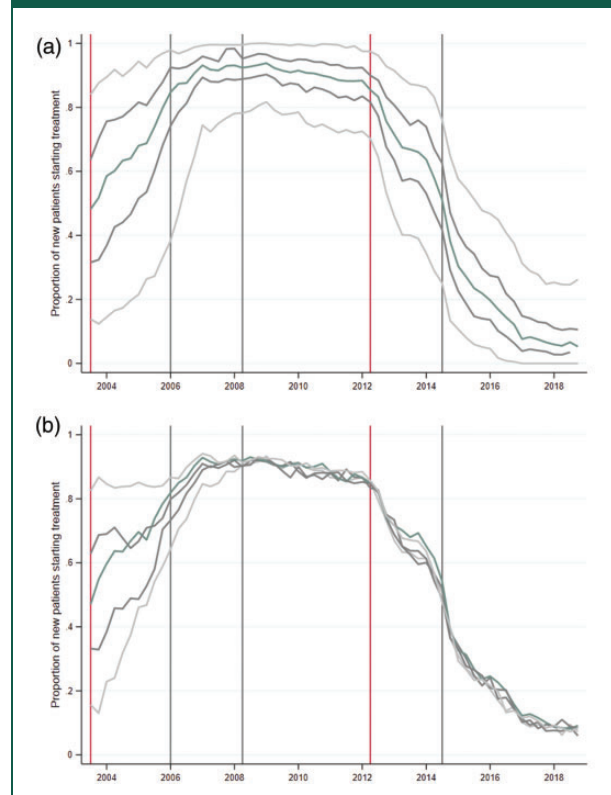 (a)
Proportion of new patients starting treatment
1
.8
.6
.4
.2
0
2004 2006 2008 2010 2012 2014 2016 2018
(b)
Proportion of new patients starting treatment
1
.8
.6
.4
.2
0
2004 2006 2008 2010 2012 2014 2016 2018